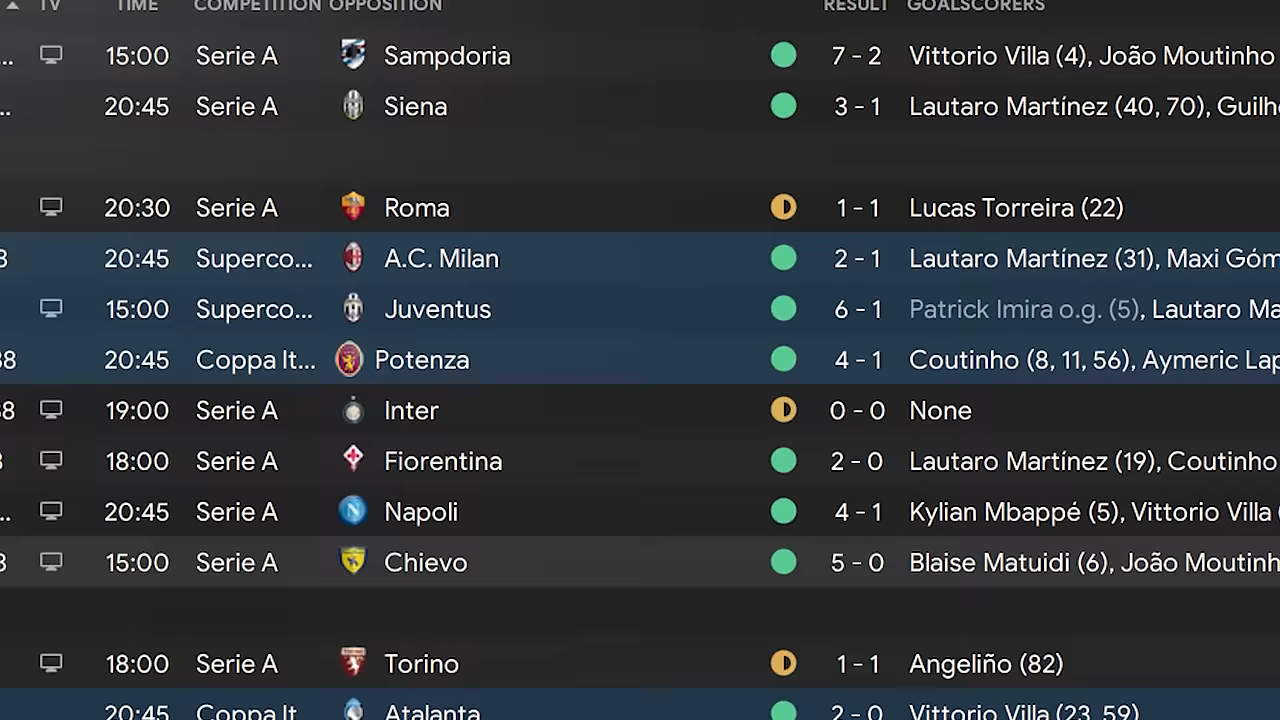 TV TIME COMPETITION OPPOSITION RESULT GOALSCORERS
... 15:00 Serie A Sampdoria 7 - 2 Vittorio Villa (4), João Moutinho
.. 20:45 Serie A Siena 3 - 1 Lautaro Martínez (40, 70), Guilh
20:30 Serie A Roma 1 - 1 Lucas Torreira (22)
8 20:45 Superco... A.C. Milan 2 - 1 Lautaro Martínez (31), Maxi Góm
15:00 Superco... Juventus 6 - 1 Patrick Imira o.g. (5), Lautaro Ma
38 20:45 Coppa It... Potenza 4 - 1 Coutinho (8, 11, 56), Aymeric Lap
38 19:00 Serie A Inter 0 - 0 None
8 18:00 Serie A Fiorentina 2 - 0 Lautaro Martínez (19), Coutinho
.. 20:45 Serie A Napoli 4 - 1 Kylian Mbappé (5), Vittorio Villa (
8 15:00 Serie A Chievo 5 - 0 Blaise Matuidi (6), João Moutinh
18:00 Serie A Torino 1 - 1 Angeliño (82)
20:45 Coppa It Atalanta 2 - 0 Vittorio Villa (23, 59)